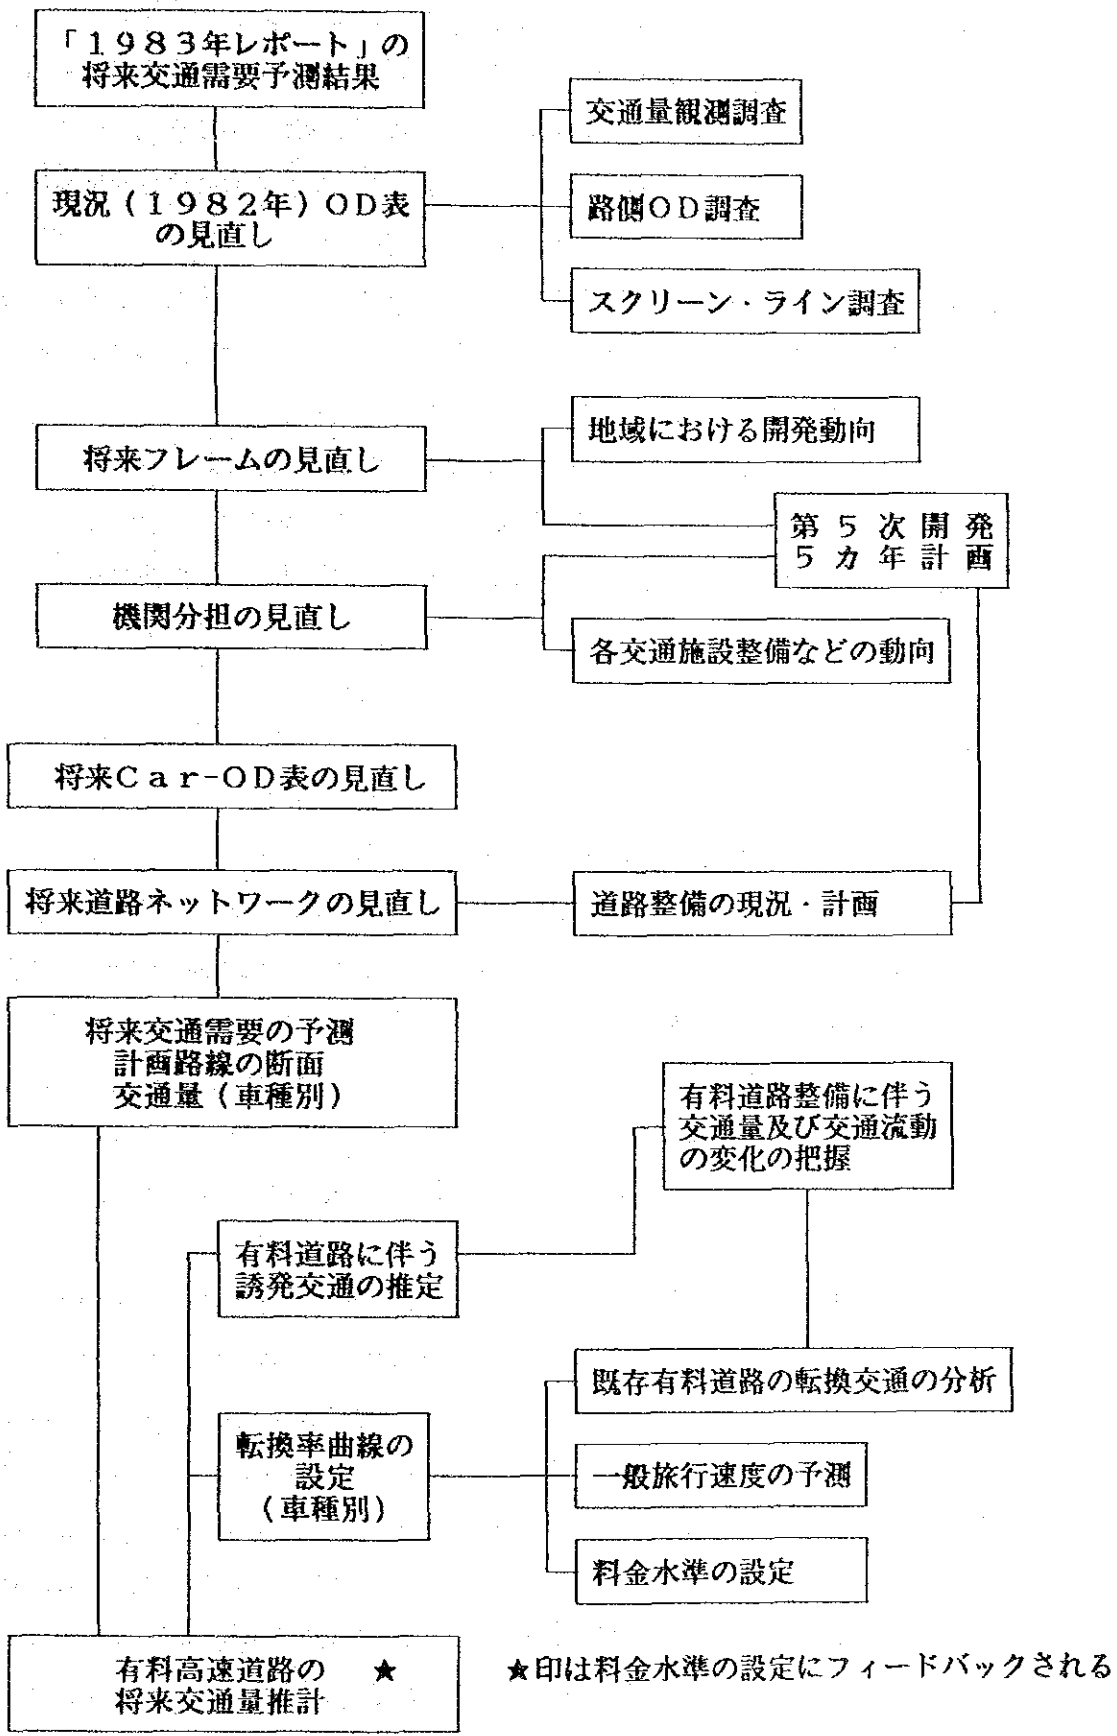 「1983年レポート」の
将来交通需要予測結果
交通量観測調査
現況(1982年)OD表
の見直し
路側OD調査
スクリーン・ライン調査
地域における開発動向
将来フレームの見直し
第5次開発
5カ年計画
機関分担の見直し
各交通施設整備などの動向
将来Car-OD表の見直し
将来道路ネットワークの見直し
道路整備の現況・計画
将来交通需要の予測
計画路線の断面
交通量(車種別)
有料道路整備に伴う
交通量及び交通流動
の変化の把握
有料道路に伴う
誘発交通の推定
既存有料道路の転換交通の分析
転換率曲線の
設定
(車種別)
一般旅行速度の予測
料金水準の設定
有料高速道路の ★
将来交通量推計
★印は料金水準の設定にフィードバックされる